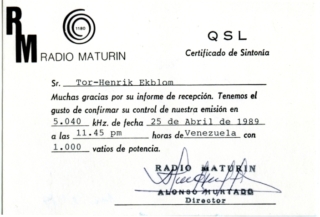 RM
1180
RADIO MATURIN
QSL
Certificado de Sintonía
Sr. Tor-Henrik Ekblom
Muchas gracias por su informe de recepción. Tenemos el
gusto de confirmar su control de nuestra emisión en
5.040 kHz. de fecha 25 de Abril de 1989
a las 11.45 pm horas de Venezuela con
1.000 vatios de potencia.
RADIO MATURIN
ALONSO HURTADO
Director